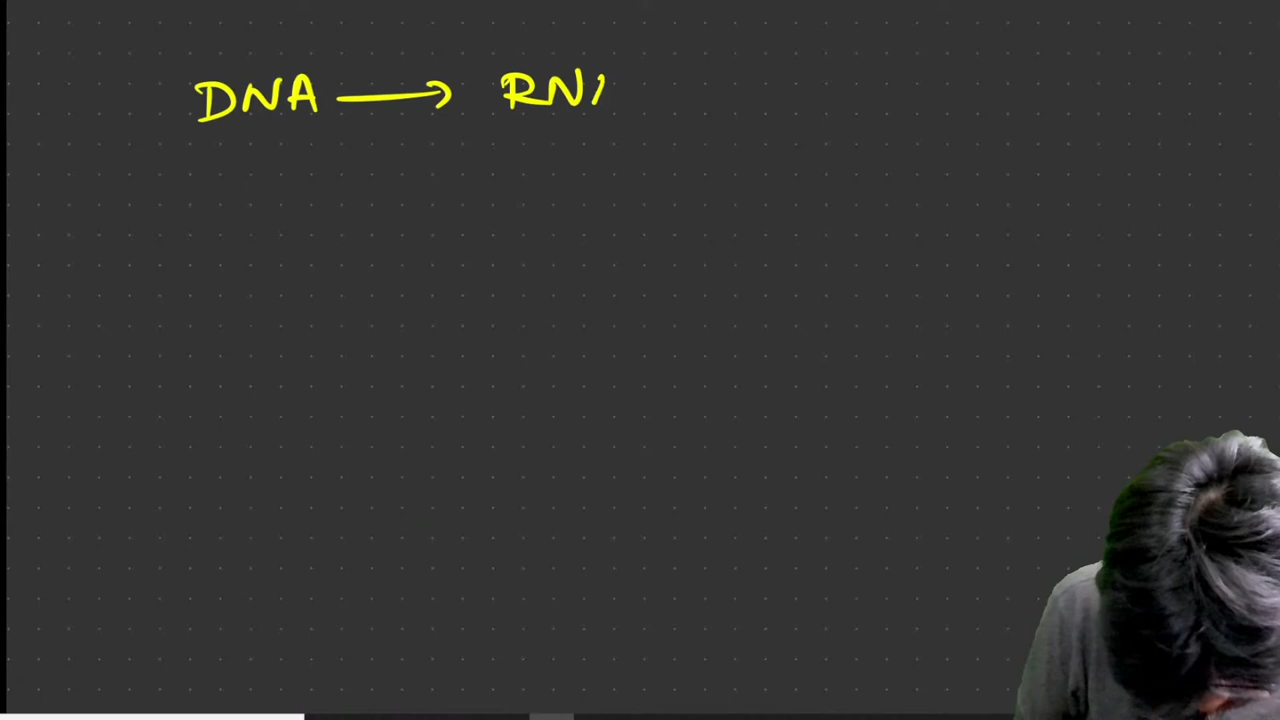 DNA → RN